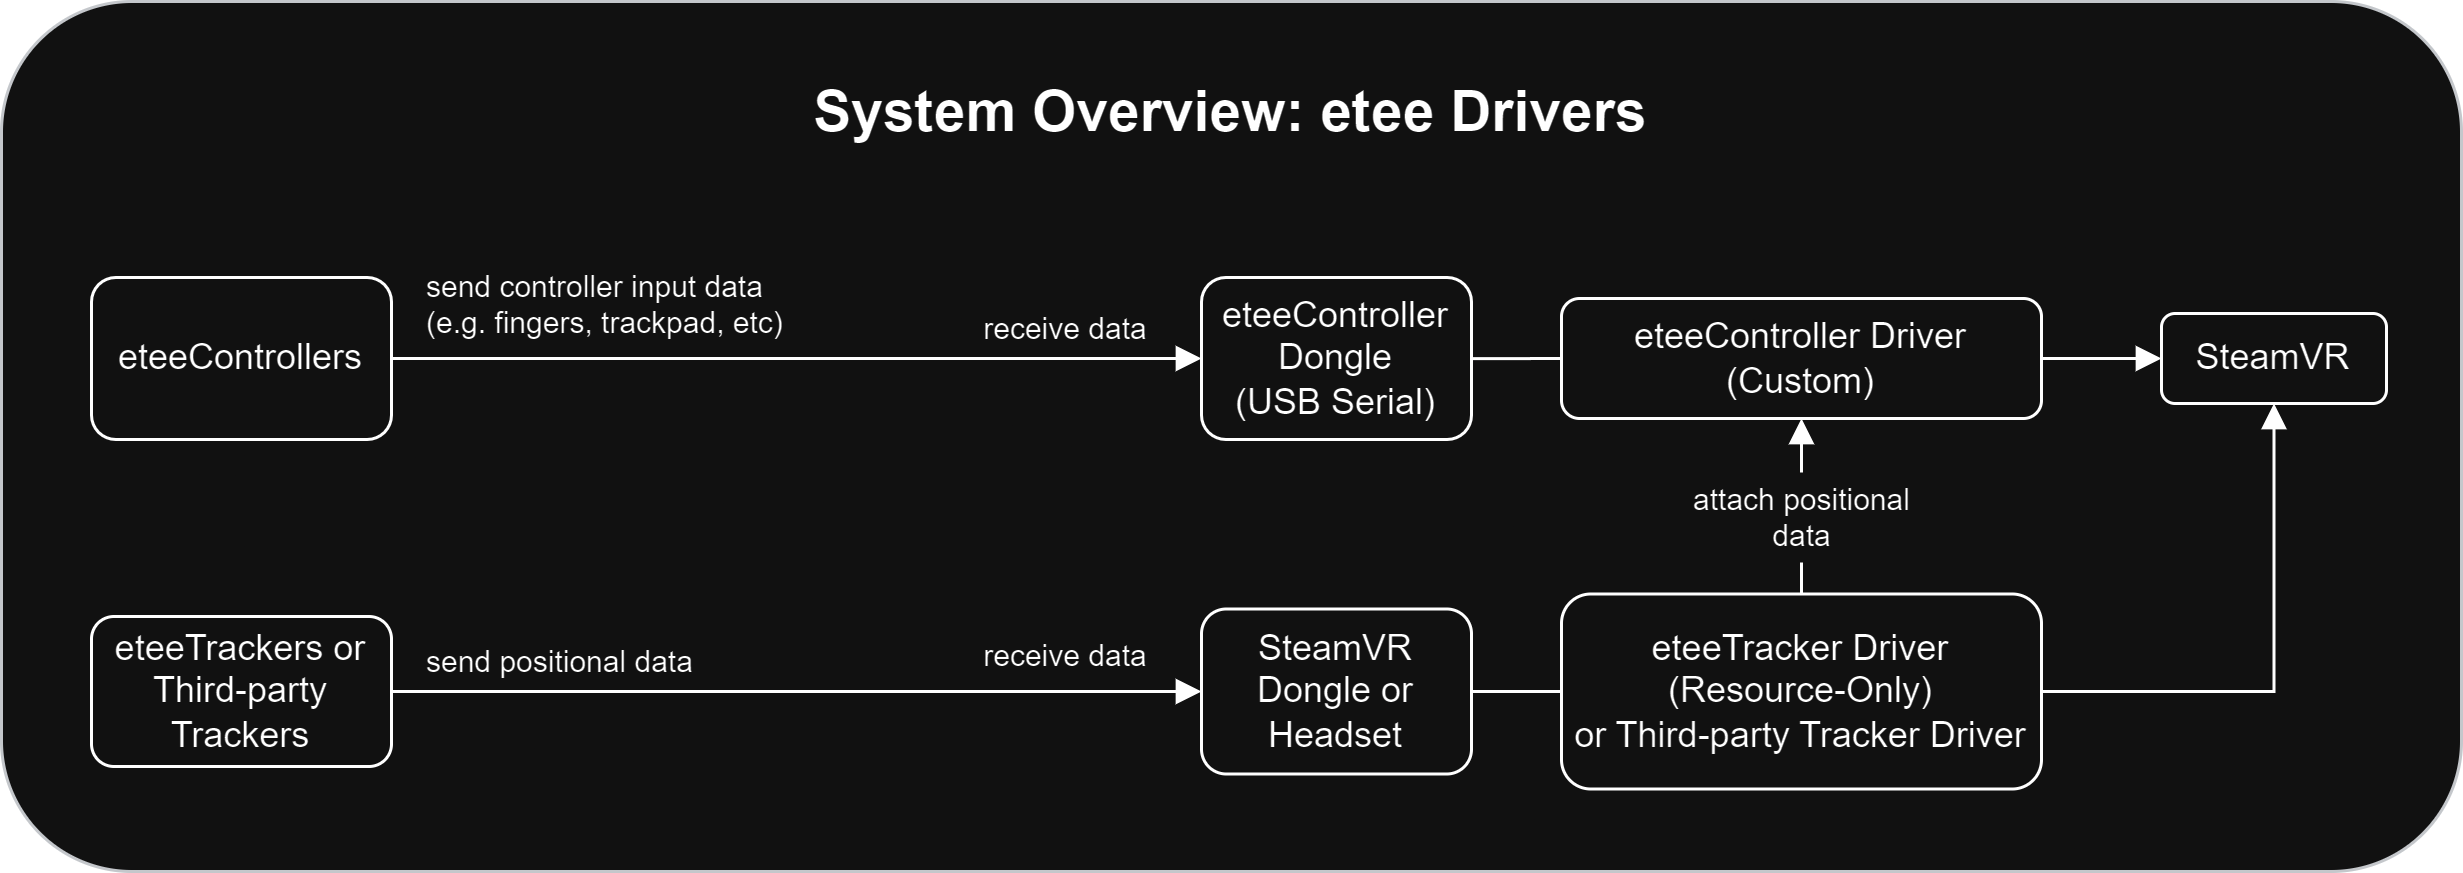 System Overview: etee Drivers
eteeControllers
send controller input data
(e.g. fingers, trackpad, etc)
receive data
eteeController
Dongle
(USB Serial)
eteeController Driver
(Custom)
SteamVR
attach positional
data
eteeTrackers or
Third-party
Trackers
send positional data
receive data
SteamVR
Dongle or
Headset
eteeTracker Driver
(Resource-Only)
or Third-party Tracker Driver